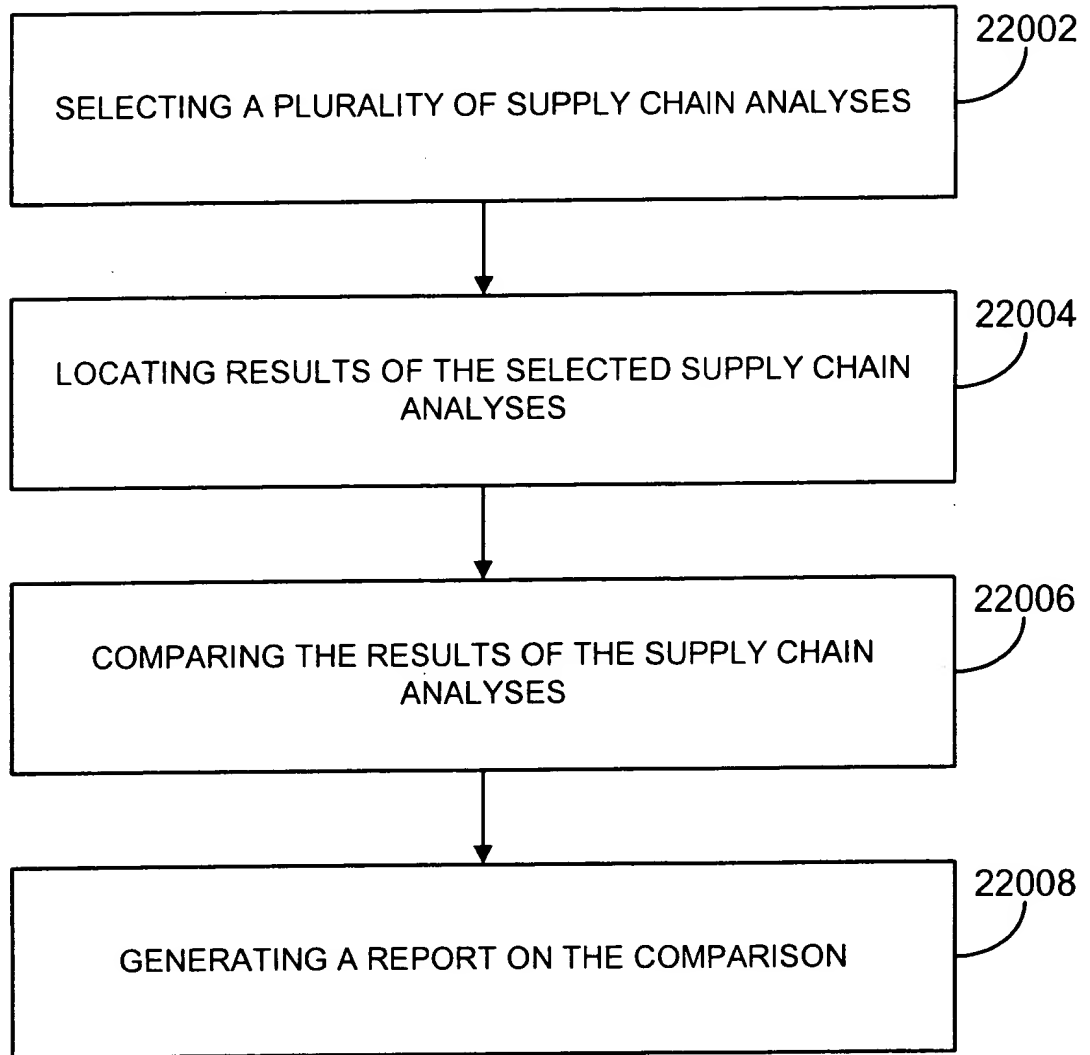 22002
SELECTING A PLURALITY OF SUPPLY CHAIN ANALYSES
22004
LOCATING RESULTS OF THE SELECTED SUPPLY CHAIN
ANALYSES
22006
COMPARING THE RESULTS OF THE SUPPLY CHAIN
ANALYSES
22008
GENERATING A REPORT ON THE COMPARISON